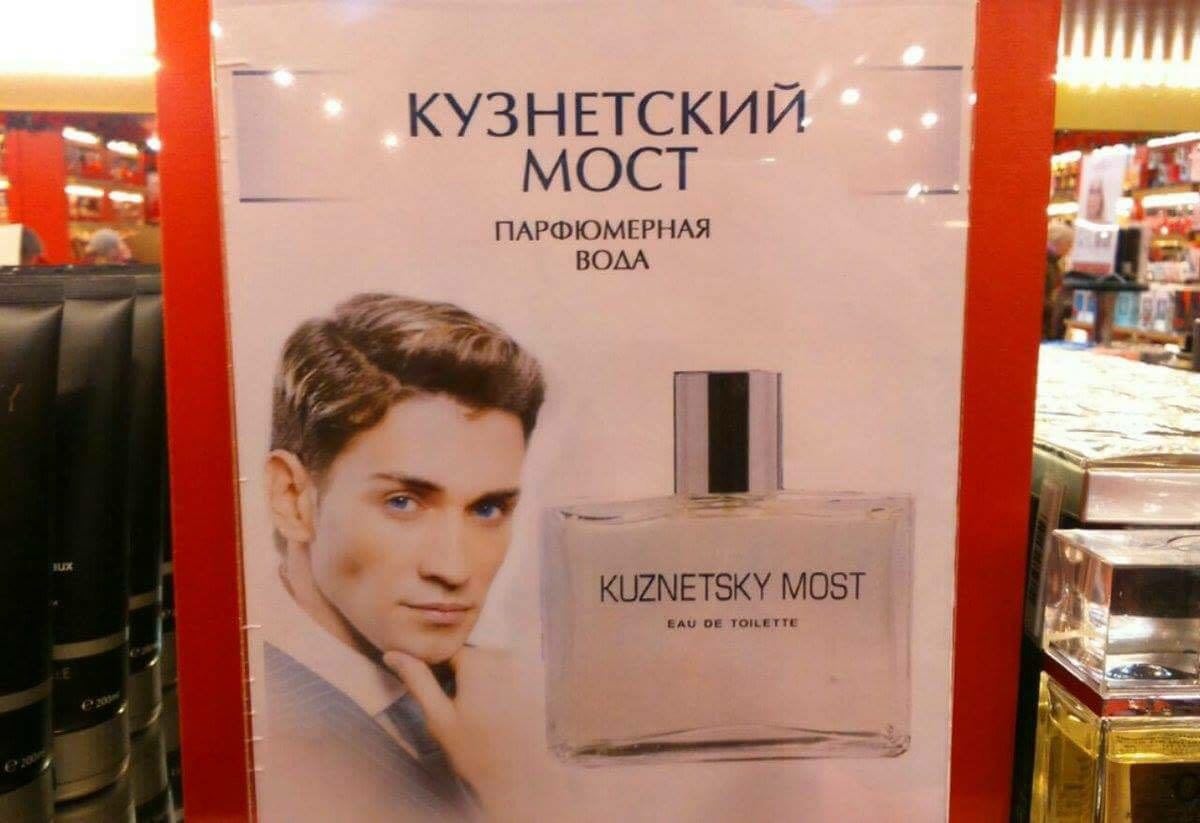 КУЗНЕТСКИЙ
МОСТ
ПАРФЮМЕРНАЯ
ВОДА
KUZNETSKY MOST
EAU DE TOILETTE